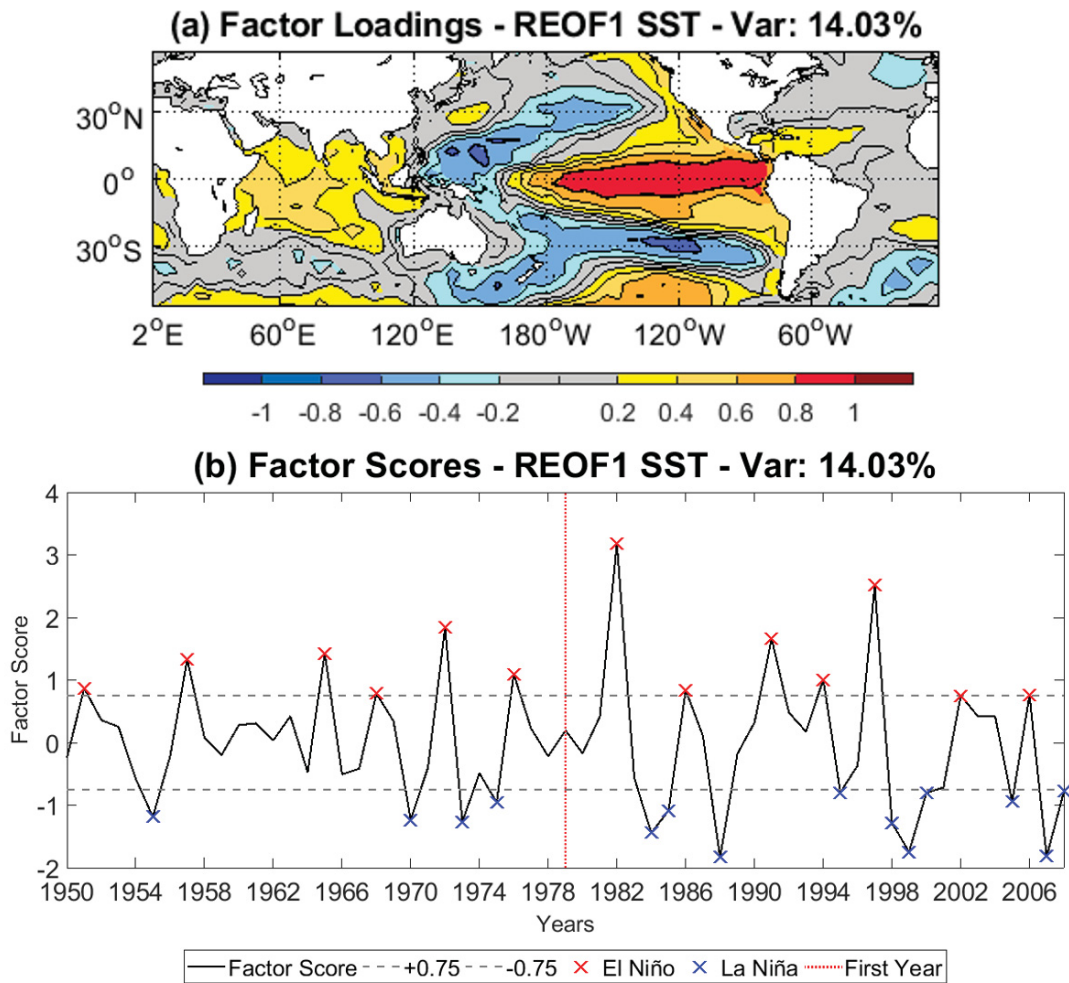 (a) Factor Loadings - REOF1 SST - Var: 14.03%
30°N
0°
30°S
2°E 60°E 120°E 180°W 120°W 60°W
-1 -0.8 -0.6 -0.4 -0.2 0.2 0.4 0.6 0.8 1
(b) Factor Scores - REOF1 SST - Var: 14.03%
4
3
2
1
0
-1
-2
Factor Score
1950 1954 1958 1962 1966 1970 1974 1978 1982 1986 1990 1994 1998 2002 2006
Years
Factor Score +0.75 -0.75 El Niño La Niña First Year